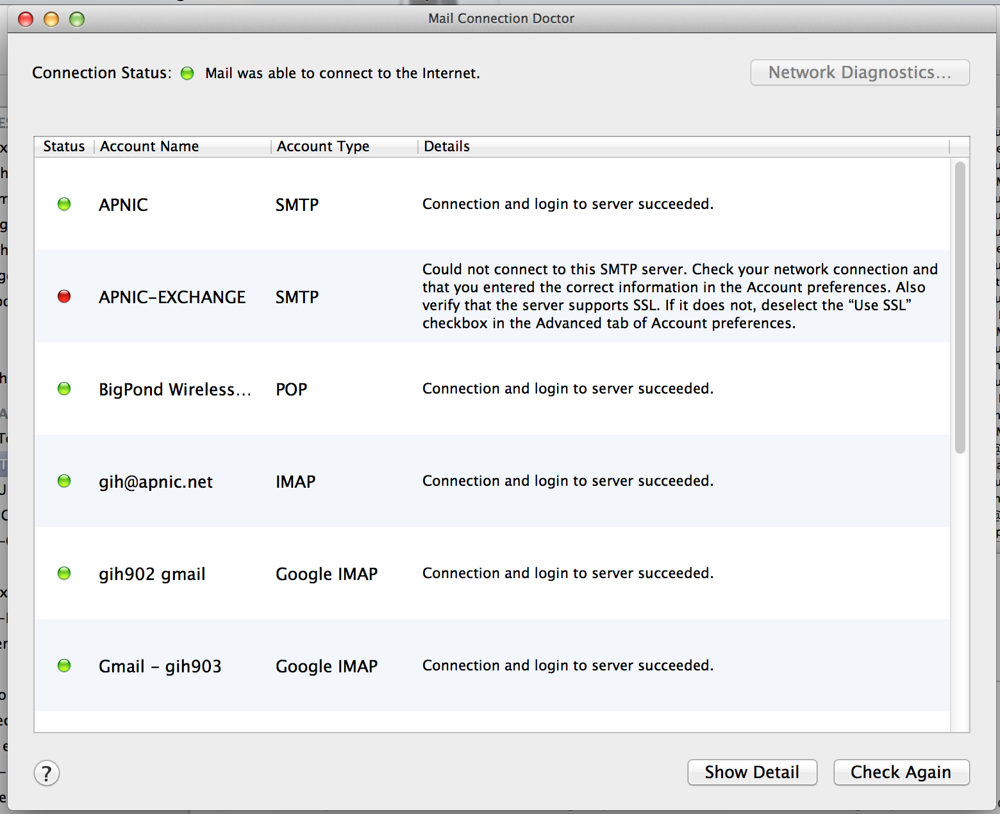 Mail Connection Doctor
Connection Status: Mail was able to connect to the Internet.
Network Diagnostics...
Status Account Name Account Type Details
APNIC SMTP Connection and login to server succeeded.
APNIC-EXCHANGE SMTP Could not connect to this SMTP server. Check your network connection and
that you entered the correct information in the Account preferences. Also
verify that the server supports SSL. If it does not, deselect the “Use SSL”
checkbox in the Advanced tab of Account preferences.
BigPond Wireless... POP Connection and login to server succeeded.
gih@apnic.net IMAP Connection and login to server succeeded.
gih902 gmail Google IMAP Connection and login to server succeeded.
Gmail - gih903 Google IMAP Connection and login to server succeeded.
? Show Detail Check Again